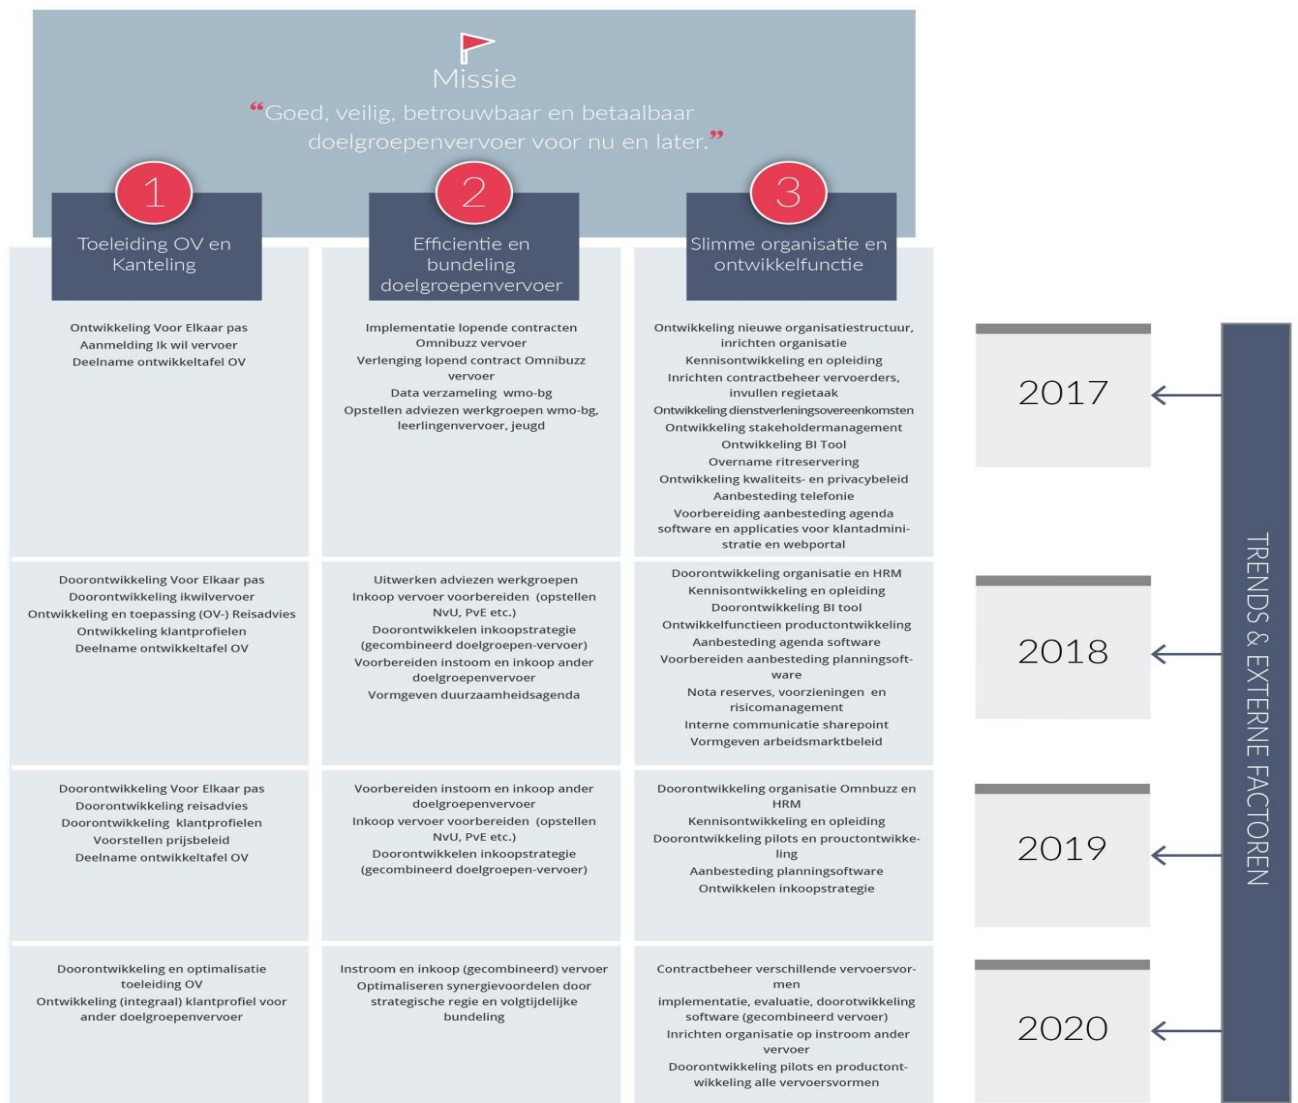 Missie
“Goed, veilig, betrouwbaar en betaalbaar
doelgroepenvervoer voor nu en later.”
1
Toeleiding OV en
Kanteling
2
Efficientie en
bundeling
doelgroepenvervoer
3
Slimme organisatie en
ontwikkelfunctie
Ontwikkeling Voor Elkaar pas
Aanmelding Ik wil vervoer
Deelname ontwikkeltafel OV
Implementatie lopende contracten
Omnibuzz vervoer
Verlenging lopend contract Omnibuzz
vervoer
Data verzameling wmo-bg
Opstellen adviezen werkgroepen wmo-bg,
leerlingenvervoer, jeugd
Ontwikkeling nieuwe organisatiestructuur,
inrichten organisatie
Kennisontwikkeling en opleiding
Inrichten contractbeheer vervoerders,
invullen regietaak
Ontwikkeling dienstverleningsovereenkomsten
Ontwikkeling stakeholdermanagement
Ontwikkeling BI Tool
Overname ritreservering
Ontwikkeling kwaliteits- en privacybeleid
Aanbesteding telefonie
Voorbereiding aanbesteding agenda
software en applicaties voor klantadmini-
stratie en webportal
2017
Doorontwikkeling Voor Elkaar pas
Doorontwikkeling ikwilvervoer
Ontwikkeling en toepassing (OV-) Reisadvies
Ontwikkeling klantprofielen
Deelname ontwikkeltafel OV
Uitwerken adviezen werkgroepen
Inkoop vervoer voorbereiden (opstellen
NvU, PvE etc.)
Doorontwikkelen inkoopstrategie
(gecombineerd doelgroepen-vervoer)
Voorbereiden instoom en inkoop ander
doelgroepenvervoer
Vormgeven duurzaamheidsagenda
Doorontwikkeling organisatie en HRM
Kennisontwikkeling en opleiding
Doorontwikkeling BI tool
Ontwikkelfunctieen productontwikkeling
Aanbesteding agenda software
Voorbereiden aanbesteding planningsoft-
ware
Nota reserves, voorzieningen en
risicomanagement
Interne communicatie sharepoint
Vormgeven arbeidsmarktbeleid
2018
Doorontwikkeling Voor Elkaar pas
Doorontwikkeling reisadvies
Doorontwikkeling klantprofielen
Voorstellen prijsbeleid
Deelname ontwikkeltafel OV
Voorbereiden instoom en inkoop ander
doelgroepenvervoer
Inkoop vervoer voorbereiden (opstellen
NvU, PvE etc.)
Doorontwikkelen inkoopstrategie
(gecombineerd doelgroepen-vervoer)
Doorontwikkeling organisatie Omnbuzz en
HRM
Kennisontwikkeling en opleiding
Doorontwikkeling pilots en prouctontwikke-
ling
Aanbesteding planningsoftware
Ontwikkelen inkoopstrategie
2019
Doorontwikkeling en optimalisatie
toeleiding OV
Ontwikkeling (integraal) klantprofiel voor
ander doelgroepenvervoer
Instroom en inkoop (gecombineerd) vervoer
Optimaliseren synergievoordelen door
strategische regie en volgtijdelijke
bundeling
Contractbeheer verschillende vervoersvor-
men
implementatie, evaluatie, doorotwikkeling
software (gecombineerd vervoer)
Inrichten organisatie op instroom ander
vervoer
Doorontwikkeling pilots en productont-
wikkeling alle vervoersvormen
2020
TRENDS & EXTERNE FACTOREN